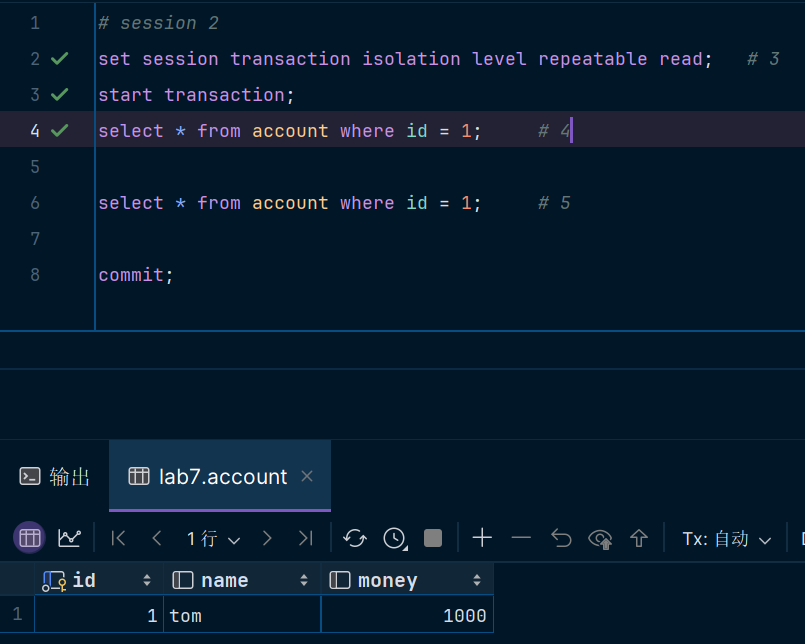 1 # session 2
2 set session transaction isolation level repeatable read; # 3
3 start transaction;
4 select * from account where id = 1; # 4
5
6 select * from account where id = 1; # 5
7
8 commit;
输出 lab7.account
1 行 Tx: 自动
id name money
1 1 tom 1000